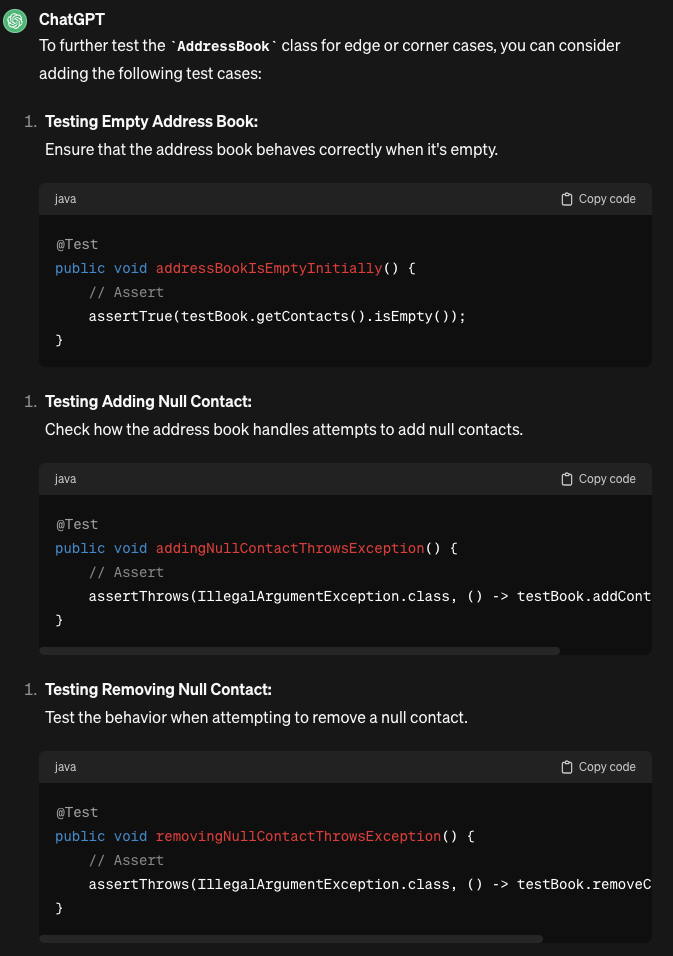 ChatGPT
To further test the `AddressBook` class for edge or corner cases, you can consider
adding the following test cases:
1. Testing Empty Address Book:
Ensure that the address book behaves correctly when it's empty.
java Copy code
@Test
public void addressBookIsEmptyInitially() {
    // Assert
    assertTrue(testBook.getContacts().isEmpty());
}
1. Testing Adding Null Contact:
Check how the address book handles attempts to add null contacts.
java Copy code
@Test
public void addingNullContactThrowsException() {
    // Assert
    assertThrows(IllegalArgumentException.class, () -> testBook.addCont
}
1. Testing Removing Null Contact:
Test the behavior when attempting to remove a null contact.
java Copy code
@Test
public void removingNullContactThrowsException() {
    // Assert
    assertThrows(IllegalArgumentException.class, () -> testBook.removeC
}